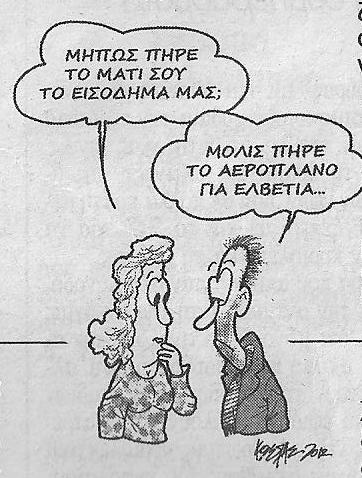 ΜΗΠΩΣ ΠΗΡΕ
ΤΟ ΜΑΤΙ ΣΟΥ
ΤΟ ΕΙΣΟΔΗΜΑ ΜΑΣ;
ΜΟΛΙΣ ΠΗΡΕ
ΤΟ ΑΕΡΟΠΛΑΝΟ
ΓΙΑ ΕΛΒΕΤΙΑ...